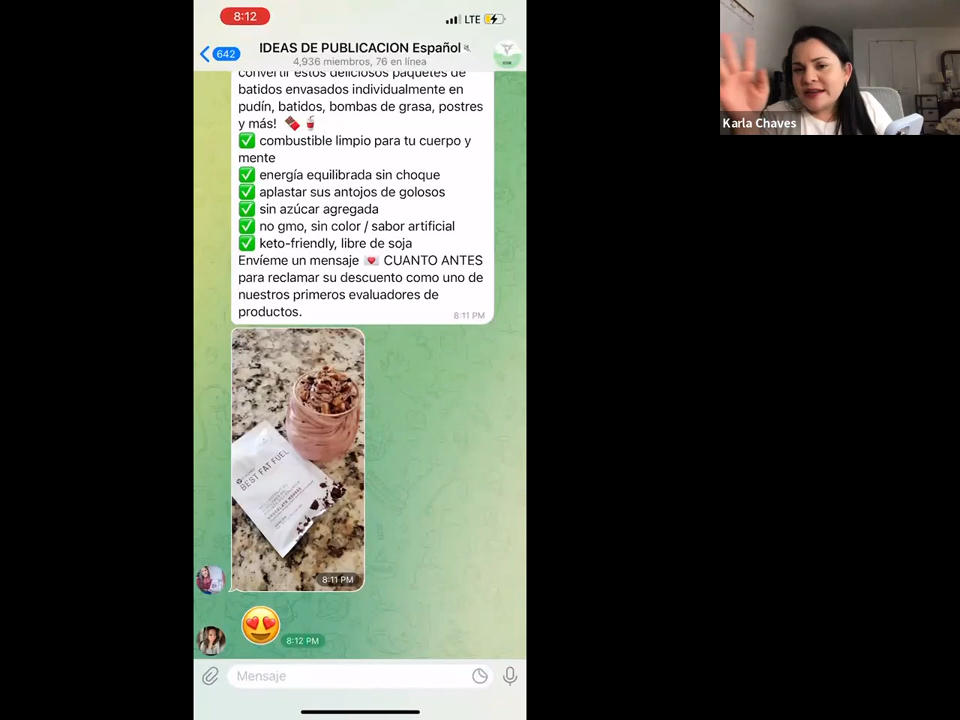 8:12
LTE
642
IDEAS DE PUBLICACION Español
4,936 miembros, 76 en línea
convertir estos deliciosos paquetes de
batidos envasados individualmente en
pudín, batidos, bombas de grasa, postres
y más! 🍫🥤
✅ combustible limpio para tu cuerpo y
mente
✅ energía equilibrada sin choque
✅ aplastar sus antojos de golosos
✅ sin azúcar agregada
✅ no gmo, sin color / sabor artificial
✅ keto-friendly, libre de soja
Envíeme un mensaje 💌 CUANTO ANTES
para reclamar su descuento como uno de
nuestros primeros evaluadores de
productos.
8:11 PM
BEST FAT FUEL
8:11 PM
8:12 PM
Mensaje
Karla Chaves